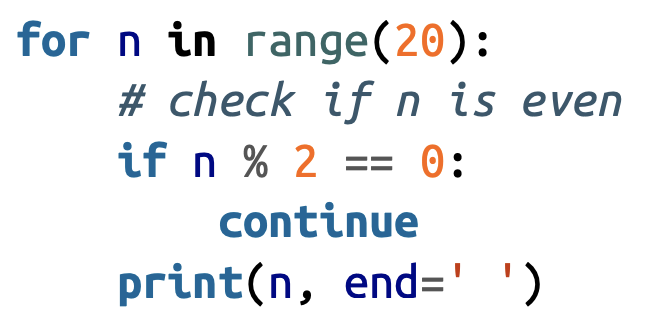 for n in range(20):
    # check if n is even
    if n % 2 == 0:
        continue
    print(n, end=' ')